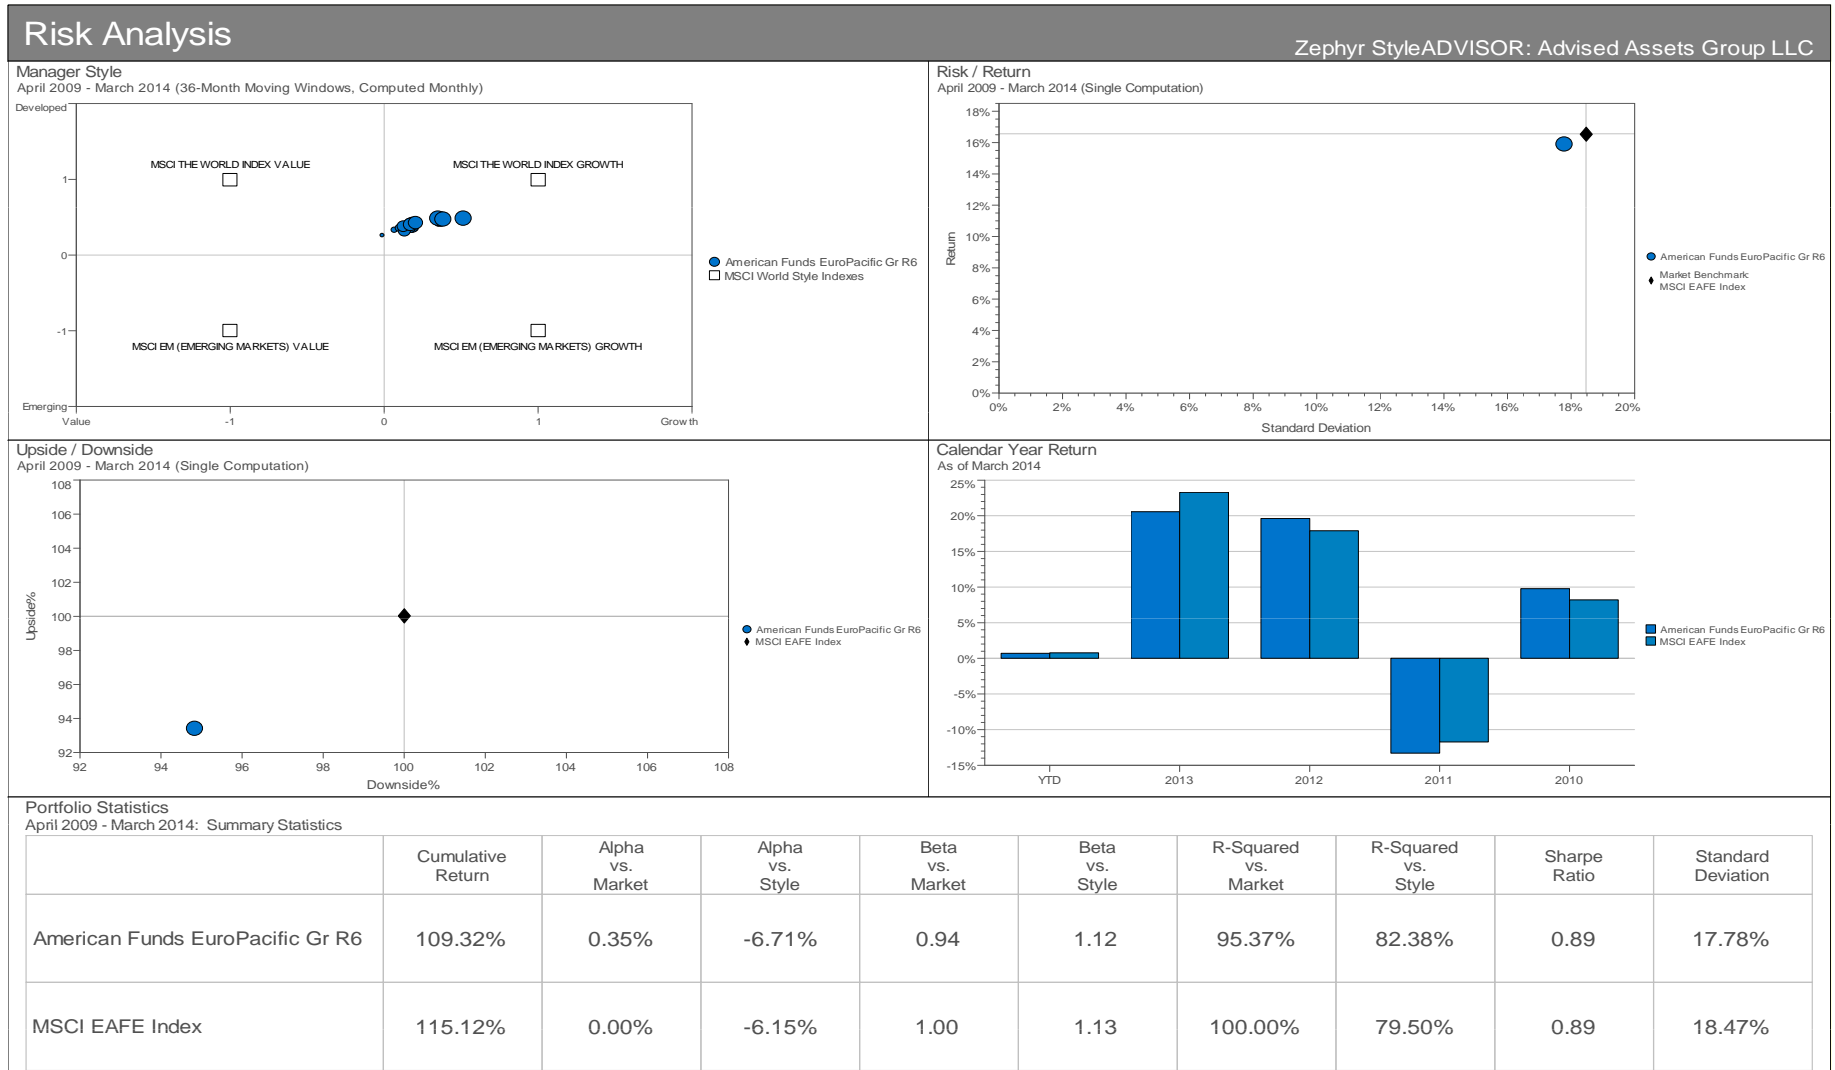 Risk Analysis
Zephyr StyleADVISOR: Advised Assets Group LLC
Manager Style
April 2009 - March 2014 (36-Month Moving Windows, Computed Monthly)
Developed
MSCI THE WORLD INDEX VALUE
MSCI THE WORLD INDEX GROWTH
1
0
-1
MSCI EM (EMERGING MARKETS) VALUE
MSCI EM (EMERGING MARKETS) GROWTH
Emerging
Value
-1
0
1
Growth
American Funds EuroPacific Gr R6
MSCI World Style Indexes
Risk / Return
April 2009 - March 2014 (Single Computation)
18%
16%
14%
12%
10%
8%
6%
4%
2%
0%
Return
0% 2% 4% 6% 8% 10% 12% 14% 16% 18% 20%
Standard Deviation
American Funds EuroPacific Gr R6
Market Benchmark:
MSCI EAFE Index
Upside / Downside
April 2009 - March 2014 (Single Computation)
108
106
104
102
100
98
96
94
92
Upside%
92 94 96 98 100 102 104 106 108
Downside%
American Funds EuroPacific Gr R6
MSCI EAFE Index
Calendar Year Return
As of March 2014
25%
20%
15%
10%
5%
0%
-5%
-10%
-15%
YTD 2013 2012 2011 2010
American Funds EuroPacific Gr R6
MSCI EAFE Index
Portfolio Statistics
April 2009 - March 2014: Summary Statistics
Cumulative Return
Alpha vs. Market
Alpha vs. Style
Beta vs. Market
Beta vs. Style
R-Squared vs. Market
R-Squared vs. Style
Sharpe Ratio
Standard Deviation
American Funds EuroPacific Gr R6 109.32% 0.35% -6.71% 0.94 1.12 95.37% 82.38% 0.89 17.78%
MSCI EAFE Index 115.12% 0.00% -6.15% 1.00 1.13 100.00% 79.50% 0.89 18.47%